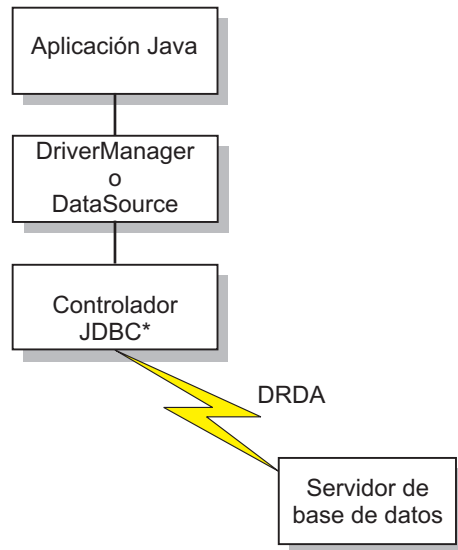 Aplicación Java
DriverManager
o
DataSource
Controlador
JDBC*
DRDA
Servidor de
base de datos